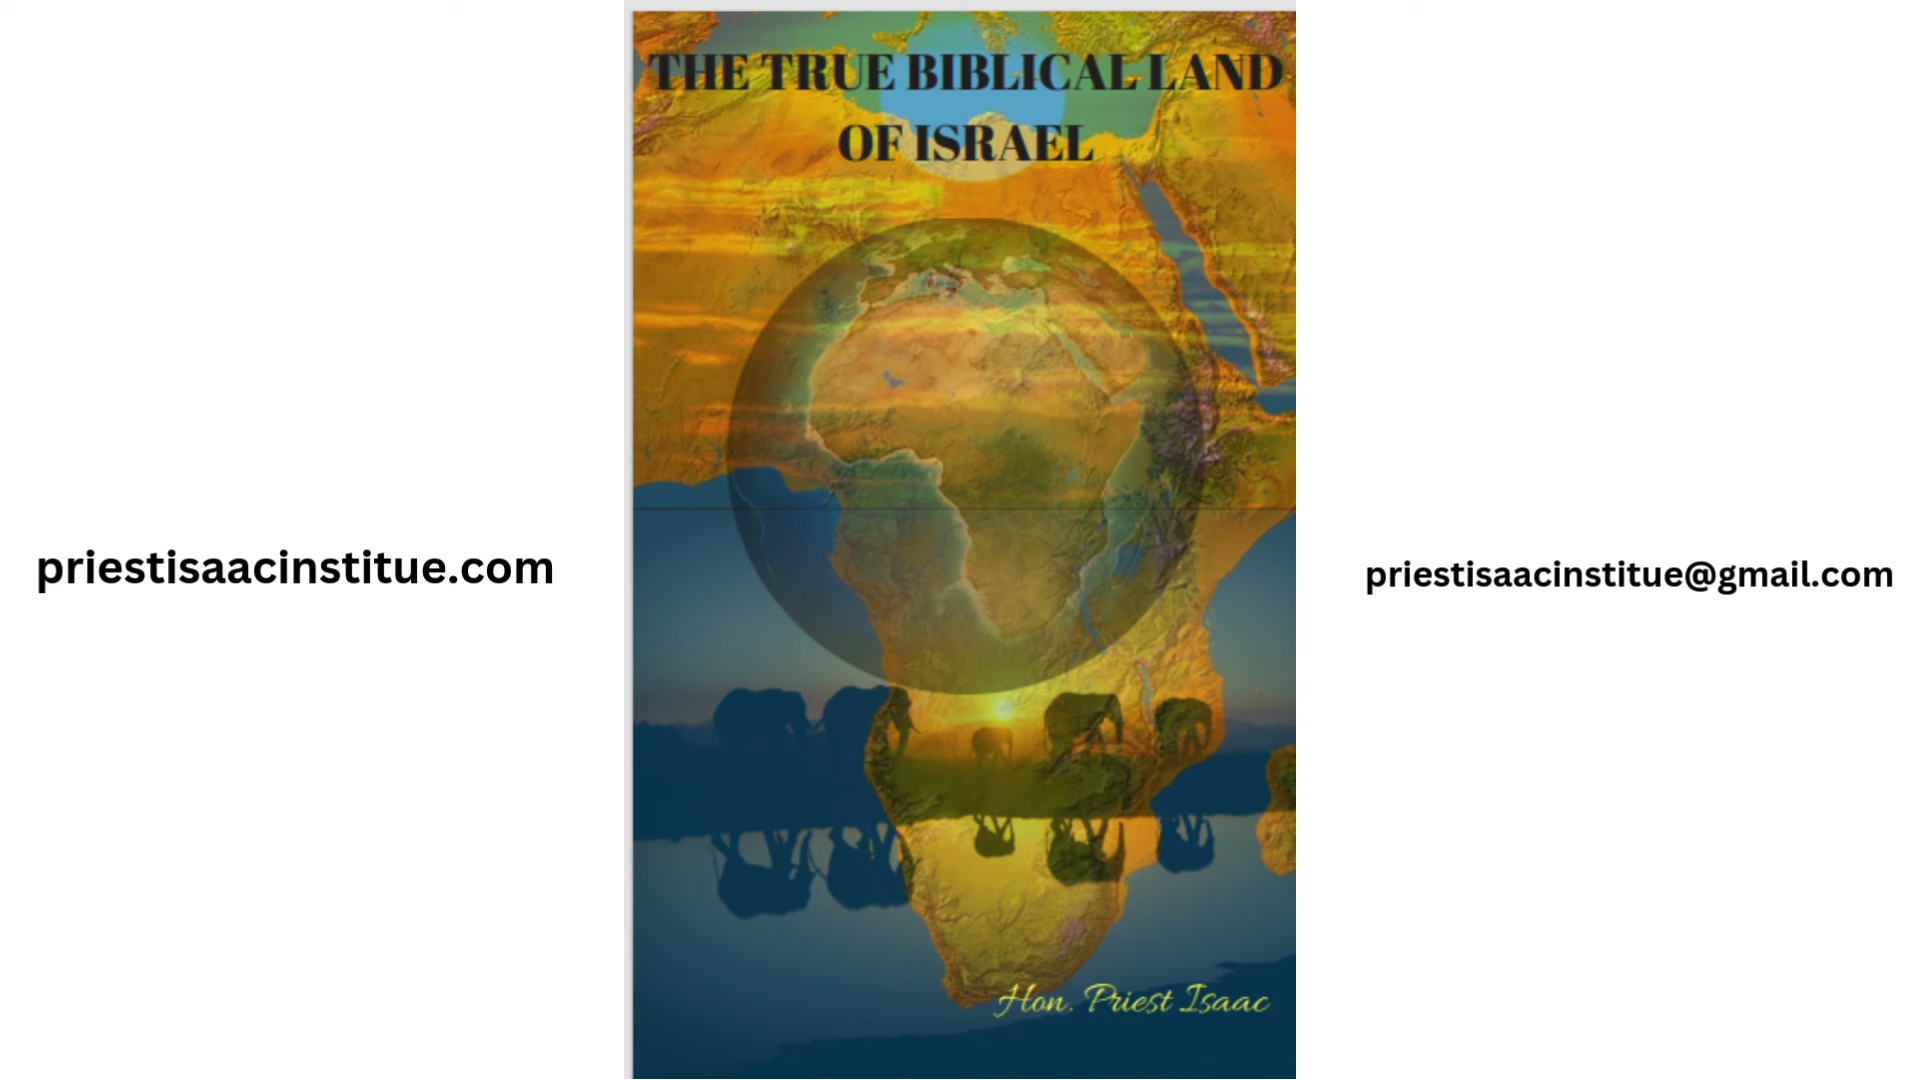 THE TRUE BIBLICAL LAND
OF ISRAEL
priestisaacinstitue.com
priestisaacinstitue@gmail.com
Hon. Priest Isaac